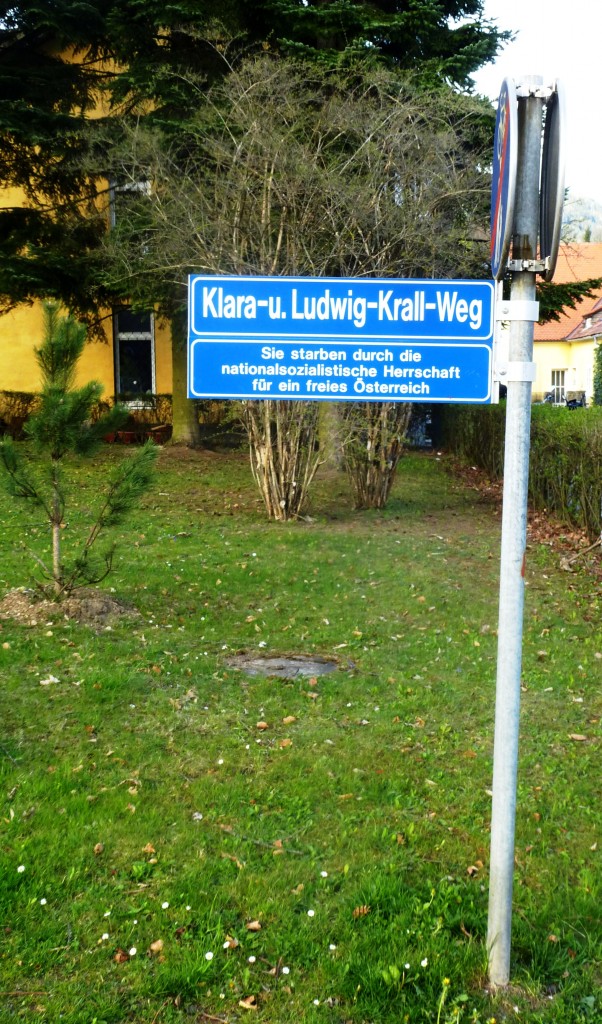 Klara-u. Ludwig-Krall-Weg
Sie starben durch die
nationalsozialistische Herrschaft
für ein freies Österreich